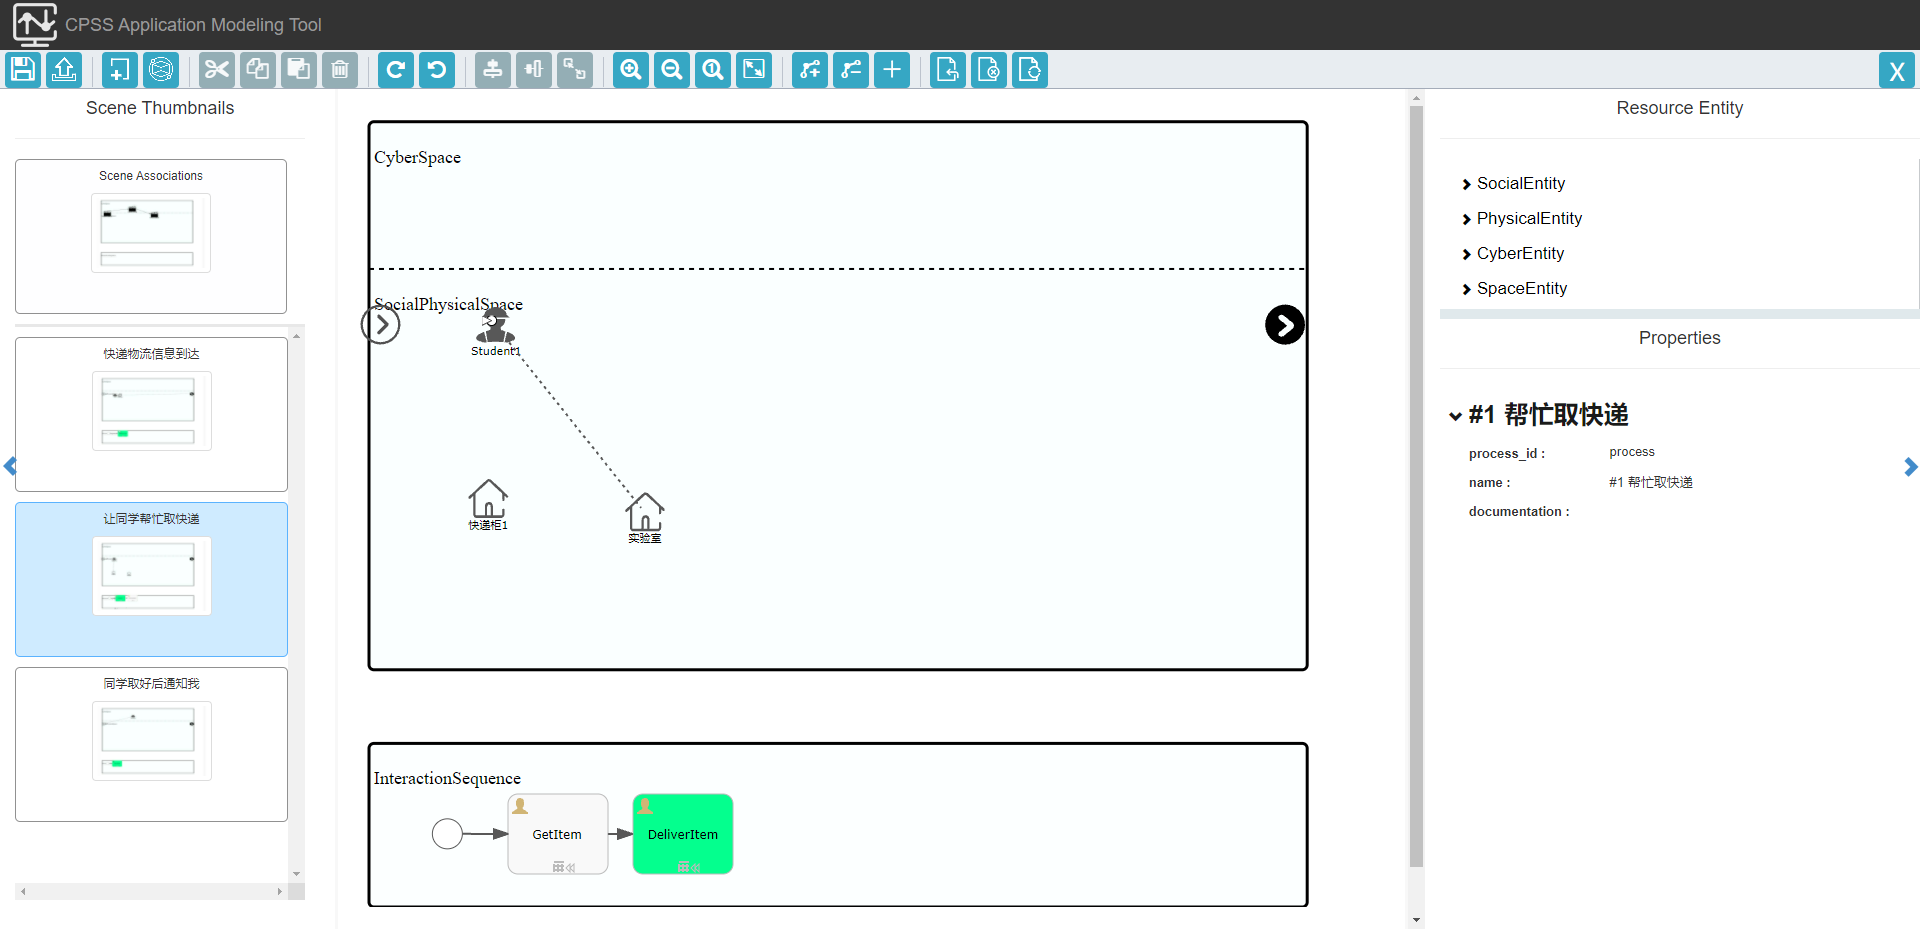 CPSS Application Modeling Tool
X
Scene Thumbnails
Scene Associations
快递物流信息到达
让同学帮忙取快递
同学取好后通知我
CyberSpace
SocialPhysicalSpace
Student1
快递柜1
实验室
InteractionSequence
GetItem
DeliverItem
Resource Entity
SocialEntity
PhysicalEntity
CyberEntity
SpaceEntity
Properties
#1 帮忙取快递
process_id : process
name : #1 帮忙取快递
documentation :